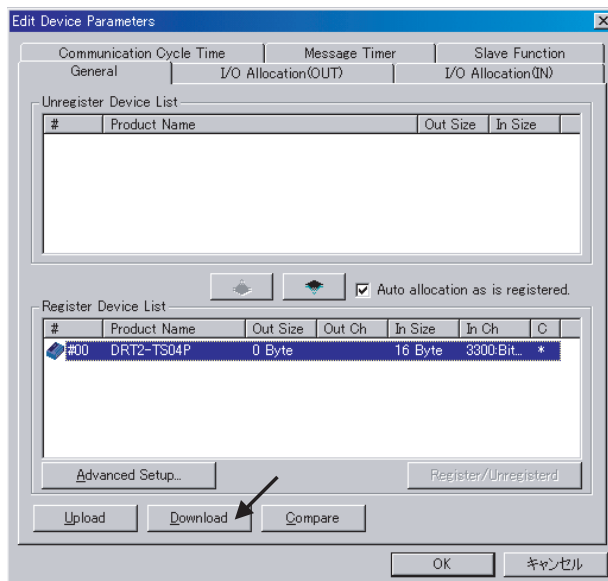 Edit Device Parameters
Communication Cycle Time Message Timer Slave Function
General I/O Allocation(OUT) I/O Allocation(IN)
Unregister Device List
# Product Name Out Size In Size
Auto allocation as is registered.
Register Device List
# Product Name Out Size Out Ch In Size In Ch C
#00 DRT2-TS04P 0 Byte 16 Byte 3300:Bit... *
Advanced Setup... Register/Unregisterd
Upload Download Compare
OK キャンセル